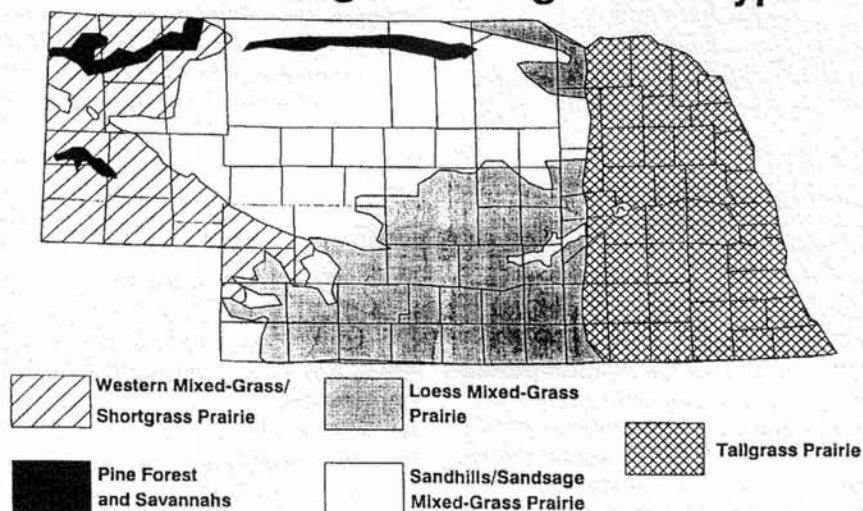 Western Mixed-Grass/
Shortgrass Prairie
Loess Mixed-Grass
Prairie
Tallgrass Prairie
Pine Forest
and Savannahs
Sandhills/Sandsage
Mixed-Grass Prairie